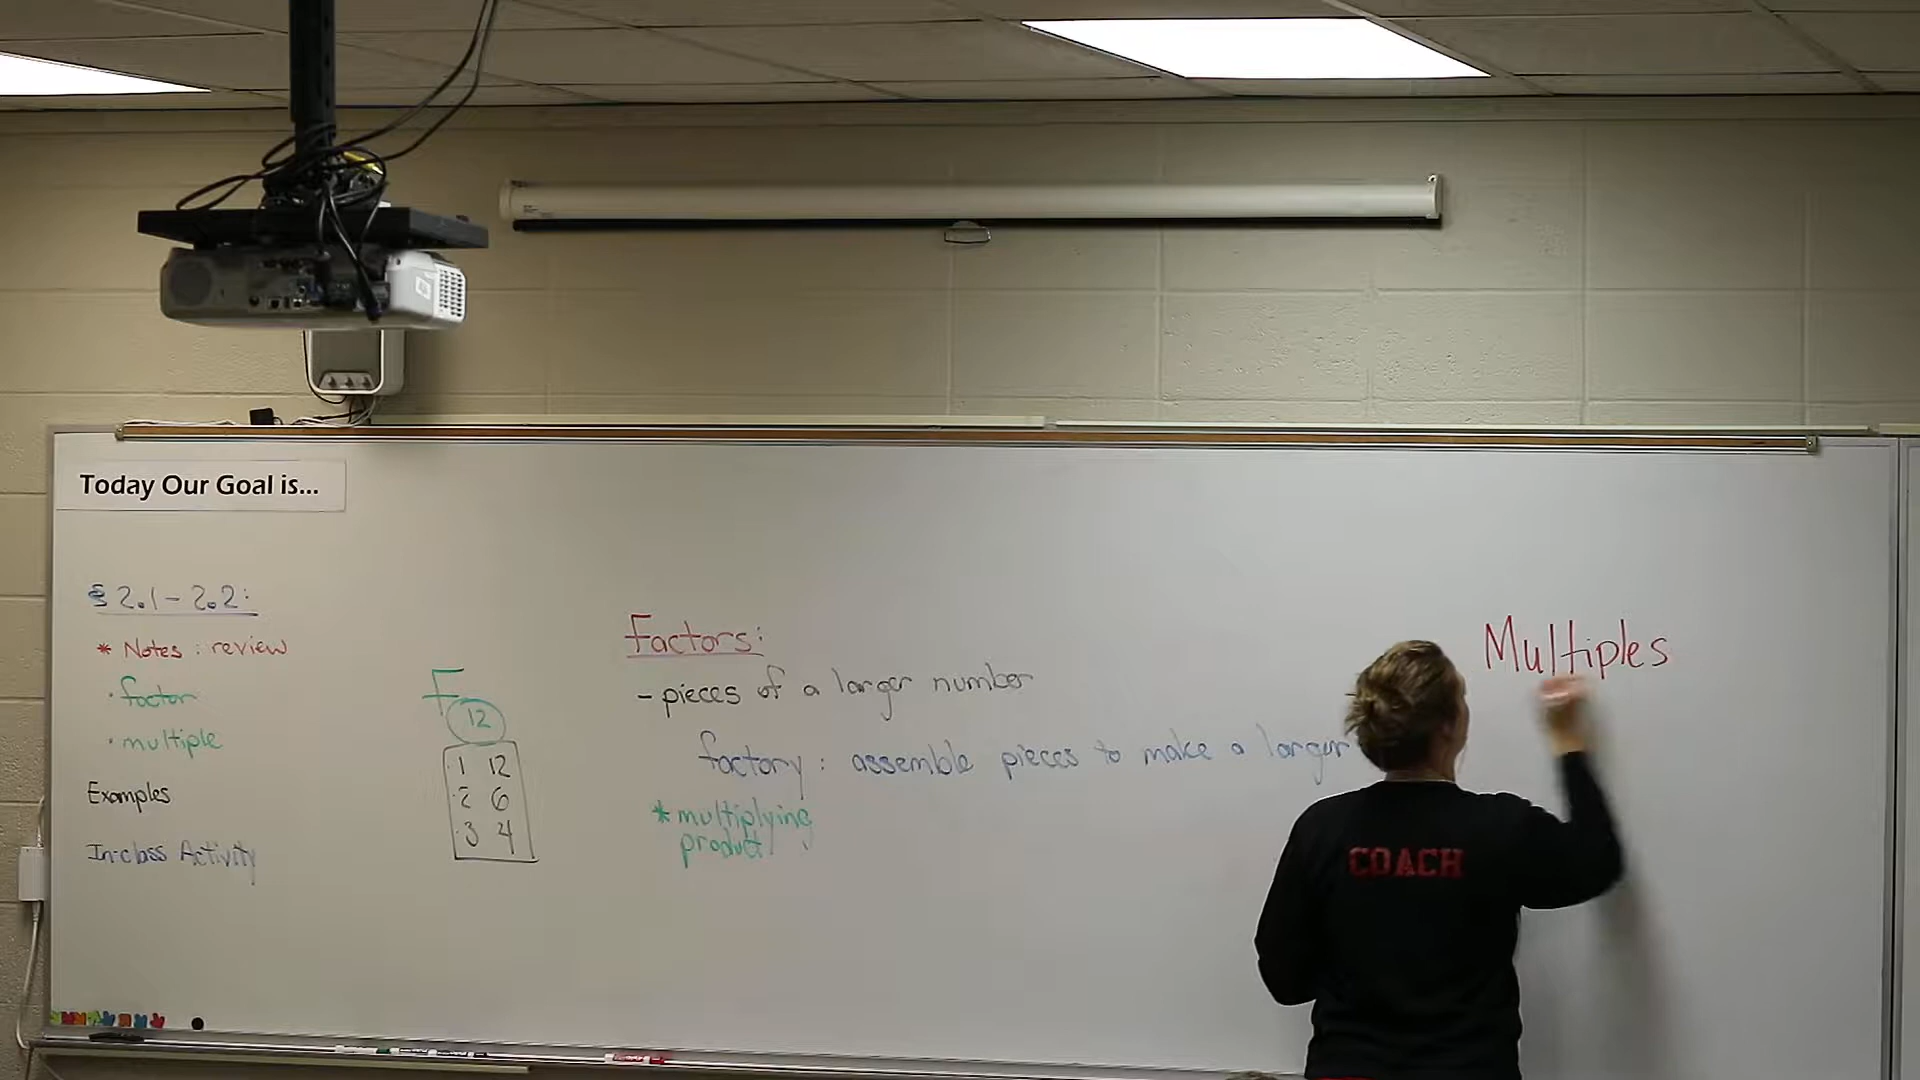 Today Our Goal is...
§ 2.1 - 2.2:
* Notes : review
· factor
· multiple
Examples
In-class Activity
F
12
·1 12
·2 6
·3 4
Factors:
- pieces of a larger number
factory : assemble pieces to make a larger
* multiplying
product
Multiples
COACH